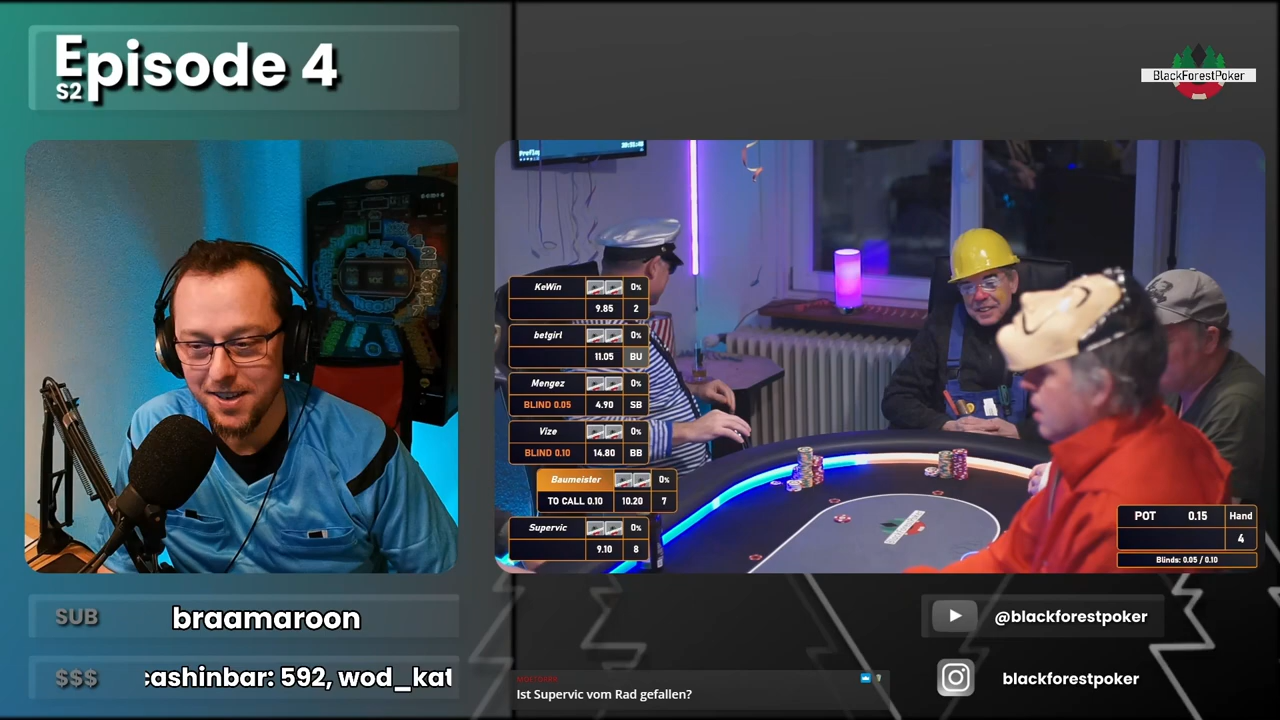 Episode 4
S2
BlackForestPoker
KeWin 0%
9.85 2
betgirl 0%
11.05 BU
Mengez 0%
BLIND 0.05 4.90 SB
Vize 0%
BLIND 0.10 14.80 BB
Baumeister 0%
TO CALL 0.10 10.20 7
Supervic 0%
9.10 8
POT 0.15 Hand
4
Blinds: 0.05 / 0.10
SUB braamaroon
$$$ cashinbar: 592, wod_kat
Ist Supervic vom Rad gefallen?
@blackforestpoker
blackforestpoker